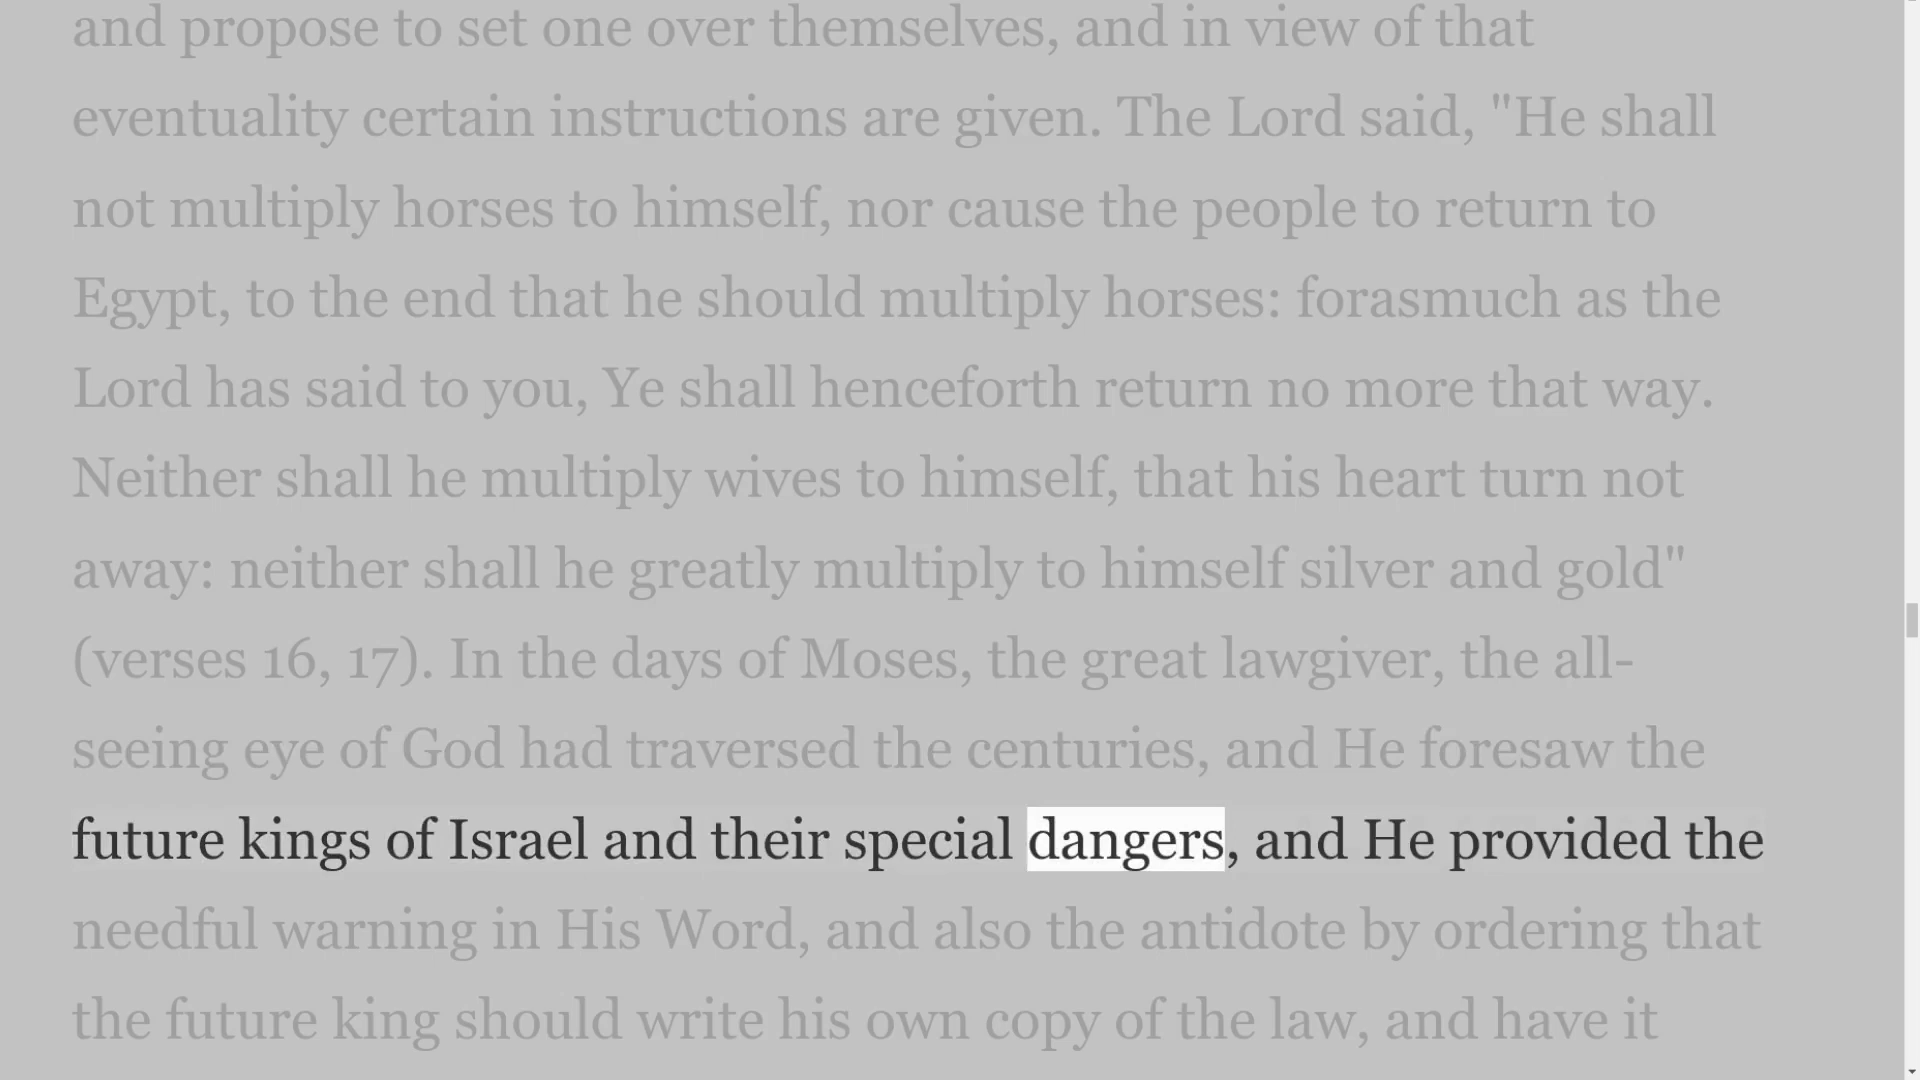 and propose to set one over themselves, and in view of that
eventuality certain instructions are given. The Lord said, "He shall
not multiply horses to himself, nor cause the people to return to
Egypt, to the end that he should multiply horses: forasmuch as the
Lord has said to you, Ye shall henceforth return no more that way.
Neither shall he multiply wives to himself, that his heart turn not
away: neither shall he greatly multiply to himself silver and gold"
(verses 16, 17). In the days of Moses, the great lawgiver, the all-
seeing eye of God had traversed the centuries, and He foresaw the
future kings of Israel and their special dangers, and He provided the
needful warning in His Word, and also the antidote by ordering that
the future king should write his own copy of the law, and have it